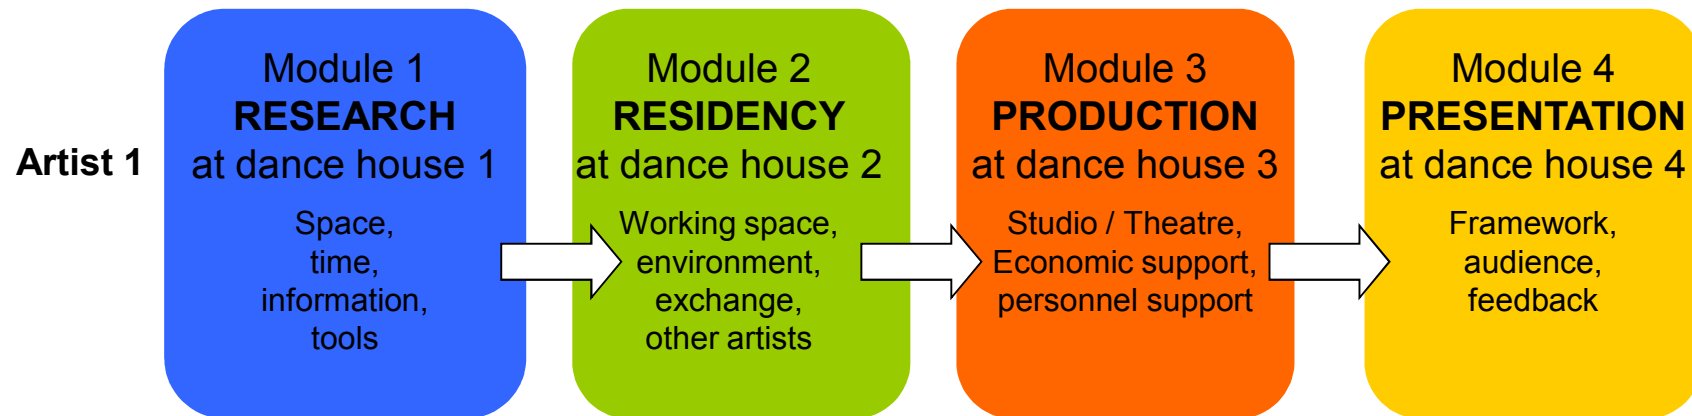 Artist 1
Module 1
RESEARCH
at dance house 1
Space,
time,
information,
tools
Module 2
RESIDENCY
at dance house 2
Working space,
environment,
exchange,
other artists
Module 3
PRODUCTION
at dance house 3
Studio / Theatre,
Economic support,
personnel support
Module 4
PRESENTATION
at dance house 4
Framework,
audience,
feedback